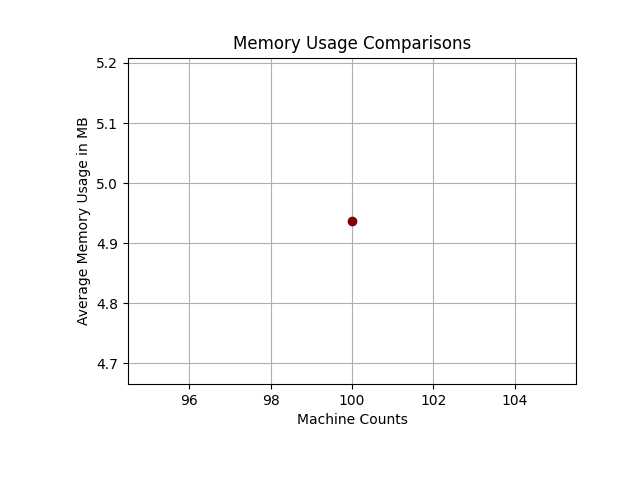 Memory Usage Comparisons
5.2
5.1
5.0
4.9
4.8
4.7
Average Memory Usage in MB
96 98 100 102 104
Machine Counts